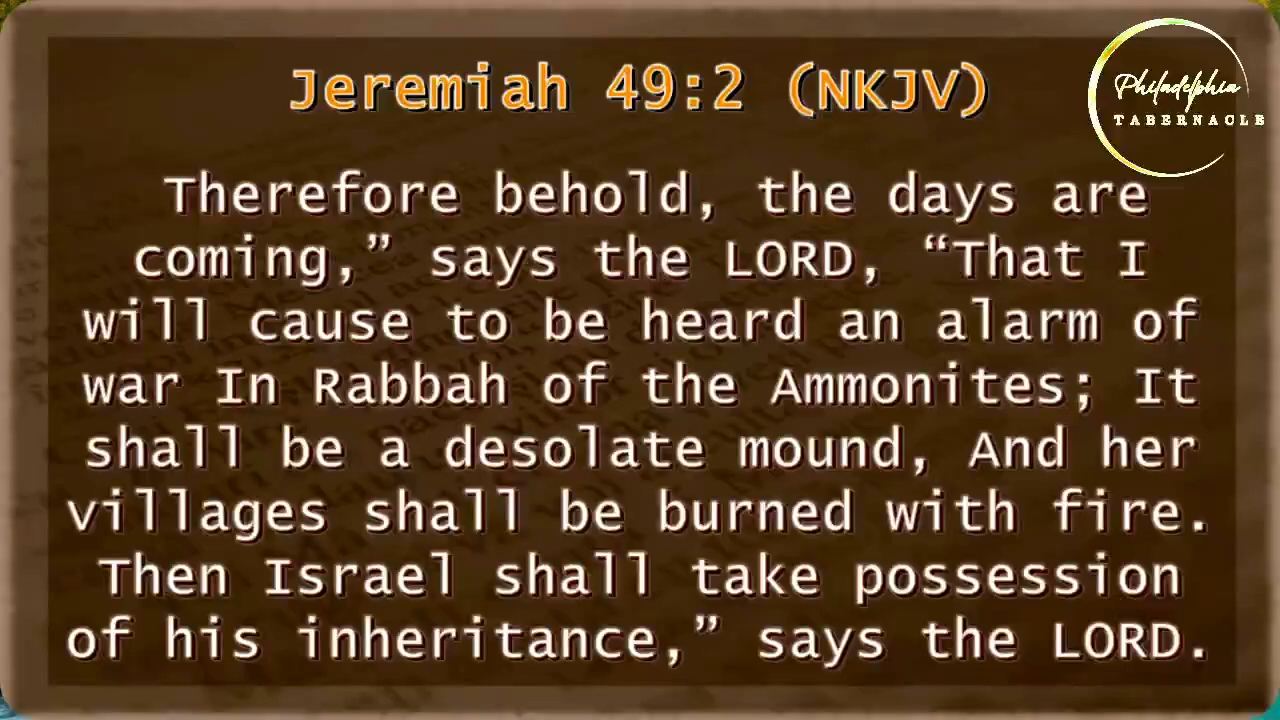 Jeremiah 49:2 (NKJV)
Philadelphia
TABERNACLE
Therefore behold, the days are
coming,” says the LORD, “That I
will cause to be heard an alarm of
war In Rabbah of the Ammonites; It
shall be a desolate mound, And her
villages shall be burned with fire.
Then Israel shall take possession
of his inheritance,” says the LORD.